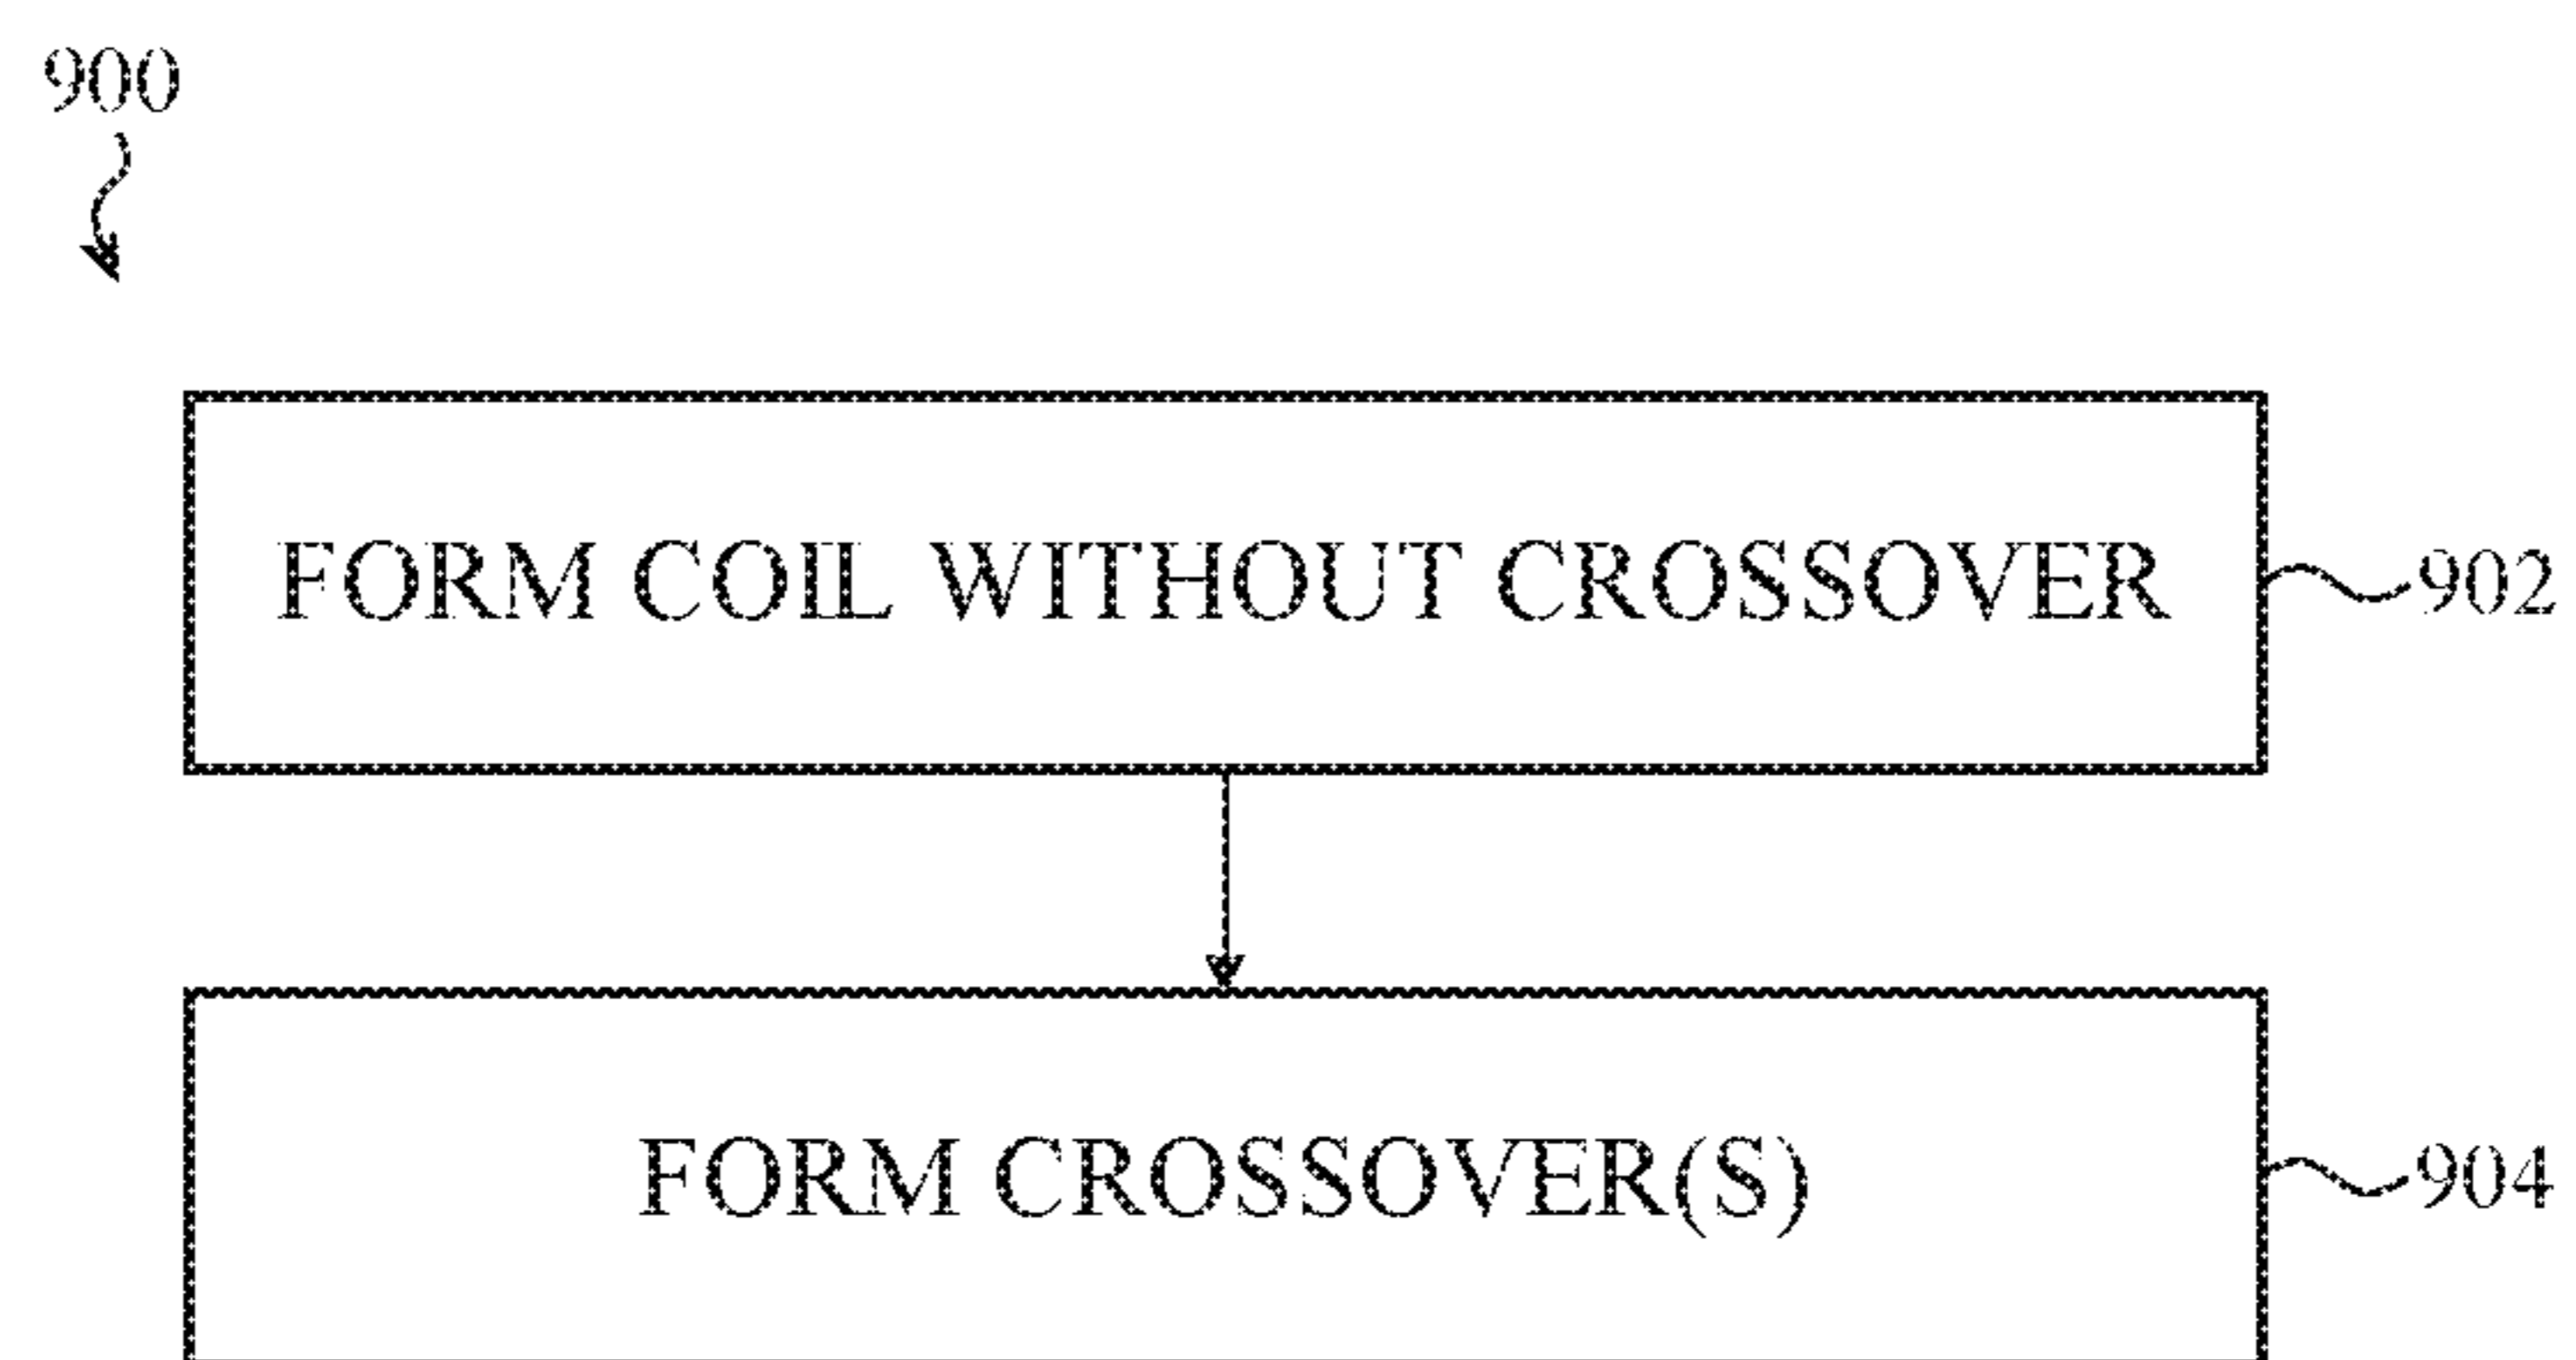 900
FORM COIL WITHOUT CROSSOVER
902
FORM CROSSOVER(S)
904